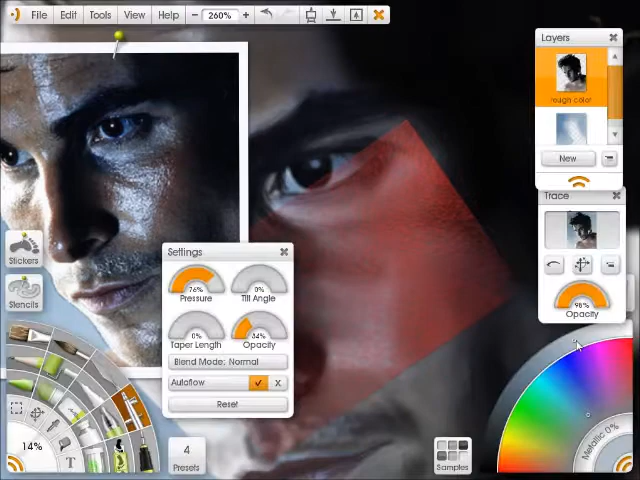 File Edit Tools View Help 260%
Layers
rough color
New
Trace
98%
Opacity
Settings
76% 0%
Pressure Tilt Angle
0% 34%
Taper Length Opacity
Blend Mode: Normal
Autoflow X
Reset
Stickers
Stencils
14%
T
4
Presets
Samples
Metallic 0%